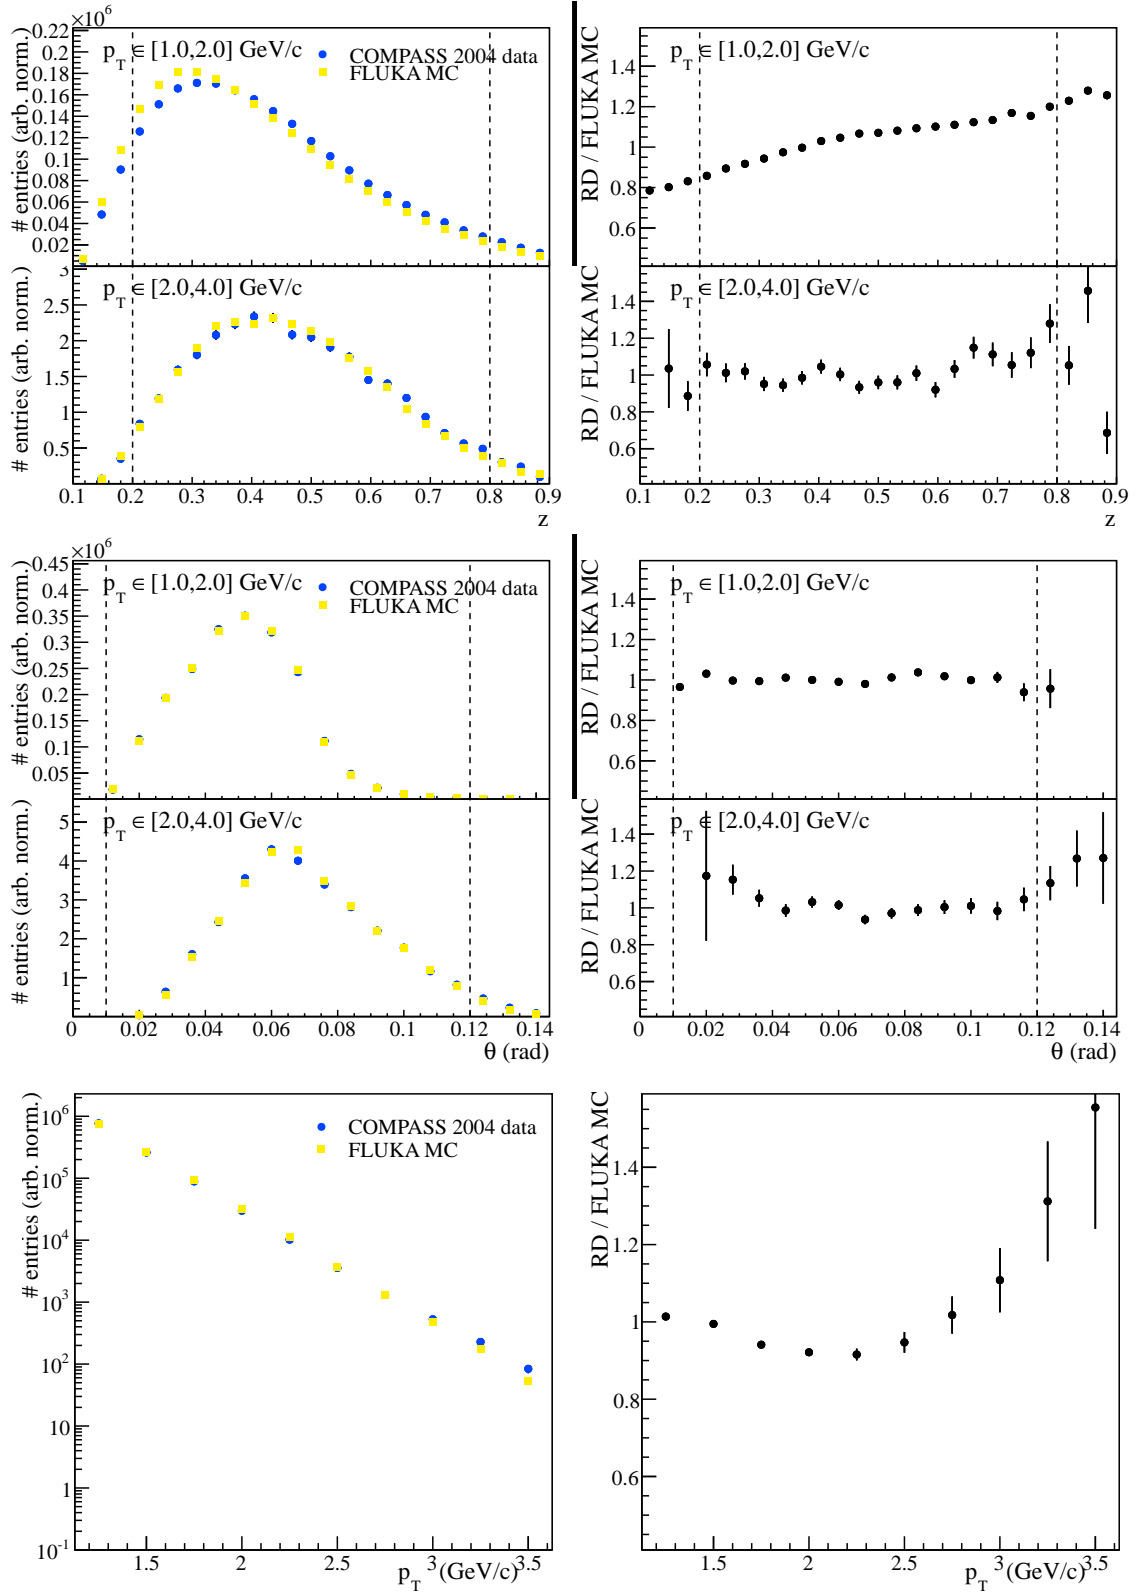 ×10⁶
# entries (arb. norm.)
0.22
0.2
0.18
0.16
0.14
0.12
0.1
0.08
0.06
0.04
0.02
p_T ∈ [1.0,2.0] GeV/c
COMPASS 2004 data
FLUKA MC
RD / FLUKA MC
1.4
1.2
1
0.8
0.6
p_T ∈ [1.0,2.0] GeV/c
# entries (arb. norm.)
3
2.5
2
1.5
1
0.5
p_T ∈ [2.0,4.0] GeV/c
0.1 0.2 0.3 0.4 0.5 0.6 0.7 0.8 0.9
z
RD / FLUKA MC
1.4
1.2
1
0.8
0.6
p_T ∈ [2.0,4.0] GeV/c
0.1 0.2 0.3 0.4 0.5 0.6 0.7 0.8 0.9
z
×10⁶
# entries (arb. norm.)
0.45
0.4
0.35
0.3
0.25
0.2
0.15
0.1
0.05
p_T ∈ [1.0,2.0] GeV/c
COMPASS 2004 data
FLUKA MC
RD / FLUKA MC
1.4
1.2
1
0.8
0.6
p_T ∈ [1.0,2.0] GeV/c
# entries (arb. norm.)
5
4
3
2
1
p_T ∈ [2.0,4.0] GeV/c
0 0.02 0.04 0.06 0.08 0.1 0.12 0.14
θ (rad)
RD / FLUKA MC
1.4
1.2
1
0.8
0.6
p_T ∈ [2.0,4.0] GeV/c
0 0.02 0.04 0.06 0.08 0.1 0.12 0.14
θ (rad)
# entries (arb. norm.)
10⁶
10⁵
10⁴
10³
10²
10
1
10⁻¹
COMPASS 2004 data
FLUKA MC
1.5 2 2.5 3 3.5
p_T (GeV/c)
RD / FLUKA MC
1.4
1.2
1
0.8
0.6
1.5 2 2.5 3 3.5
p_T (GeV/c)